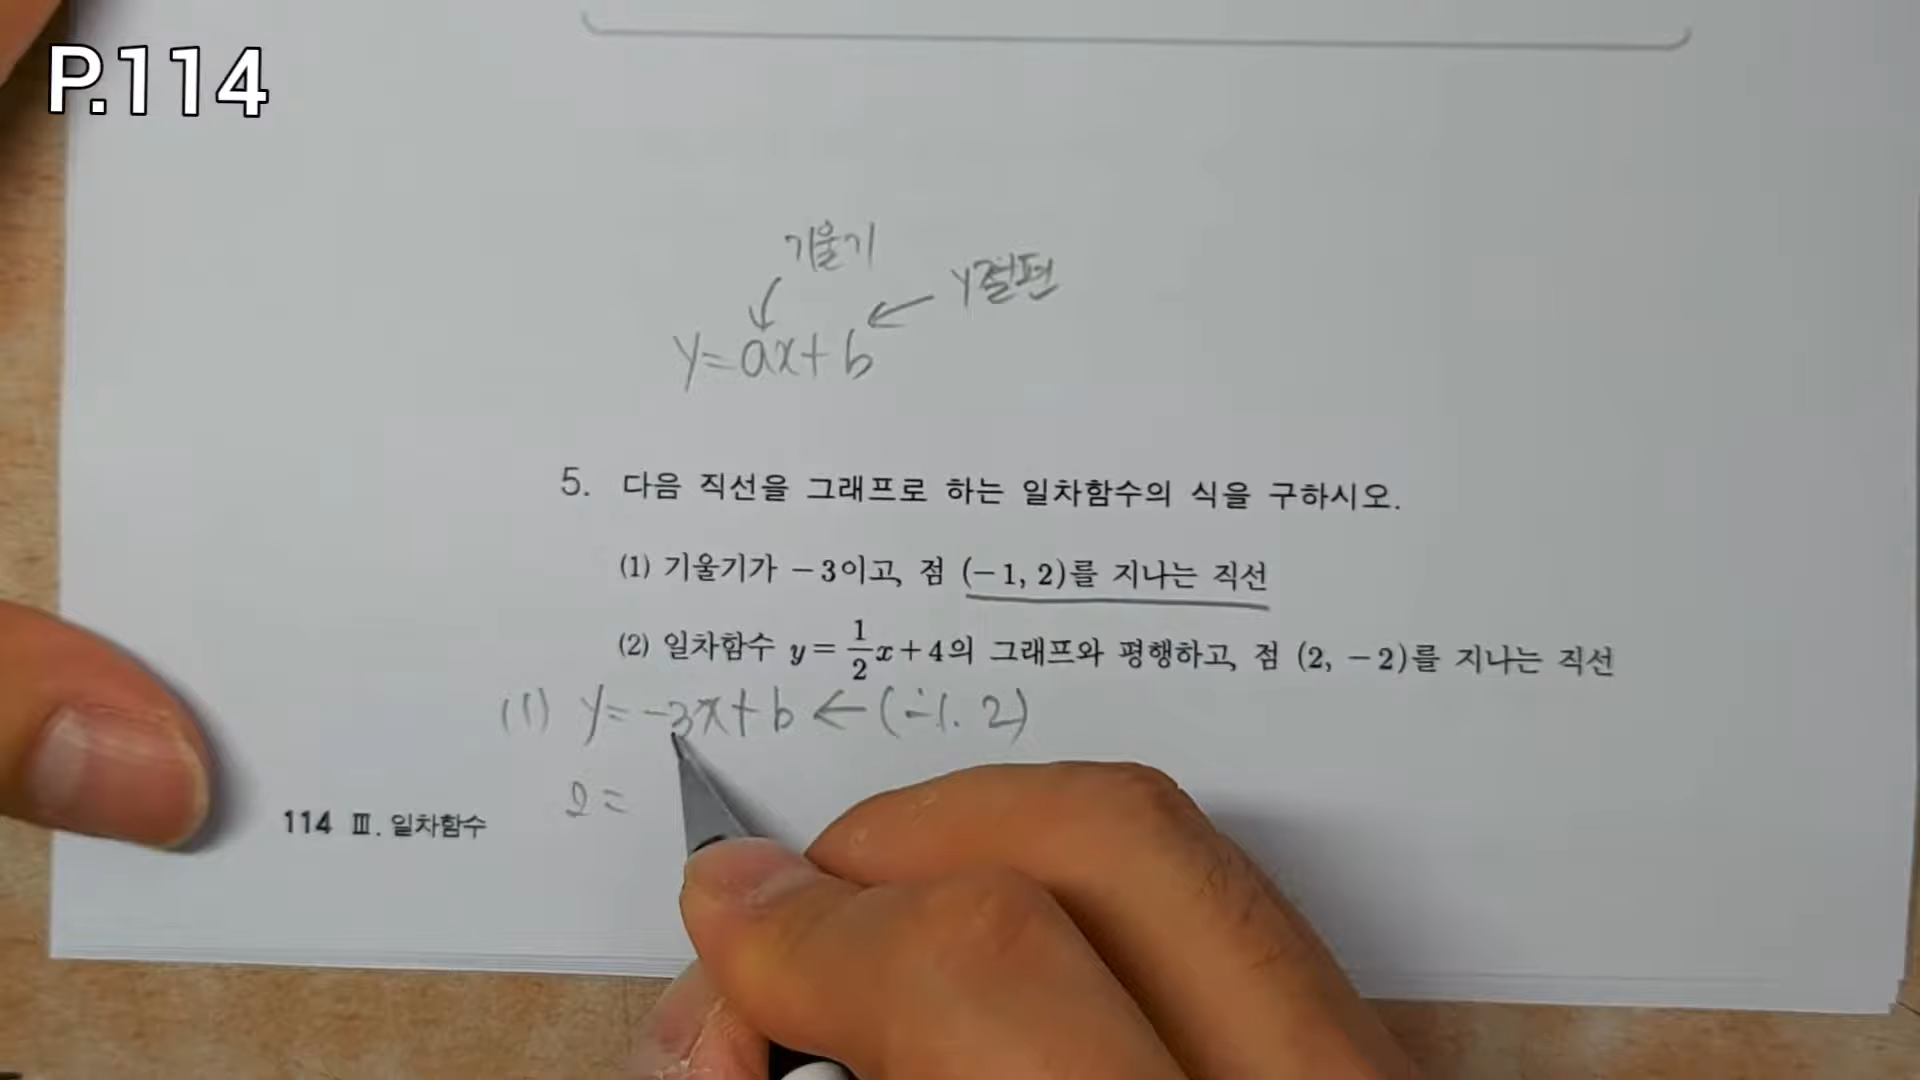 P.114
기울기
y절편
y=ax+b
5. 다음 직선을 그래프로 하는 일차함수의 식을 구하시오.
(1) 기울기가 -3이고, 점 (-1, 2)를 지나는 직선
(2) 일차함수 y=1/2x+4의 그래프와 평행하고, 점 (2, -2)를 지나는 직선
(1) y=-3x+b ← (-1. 2)
2=
114 Ⅲ. 일차함수